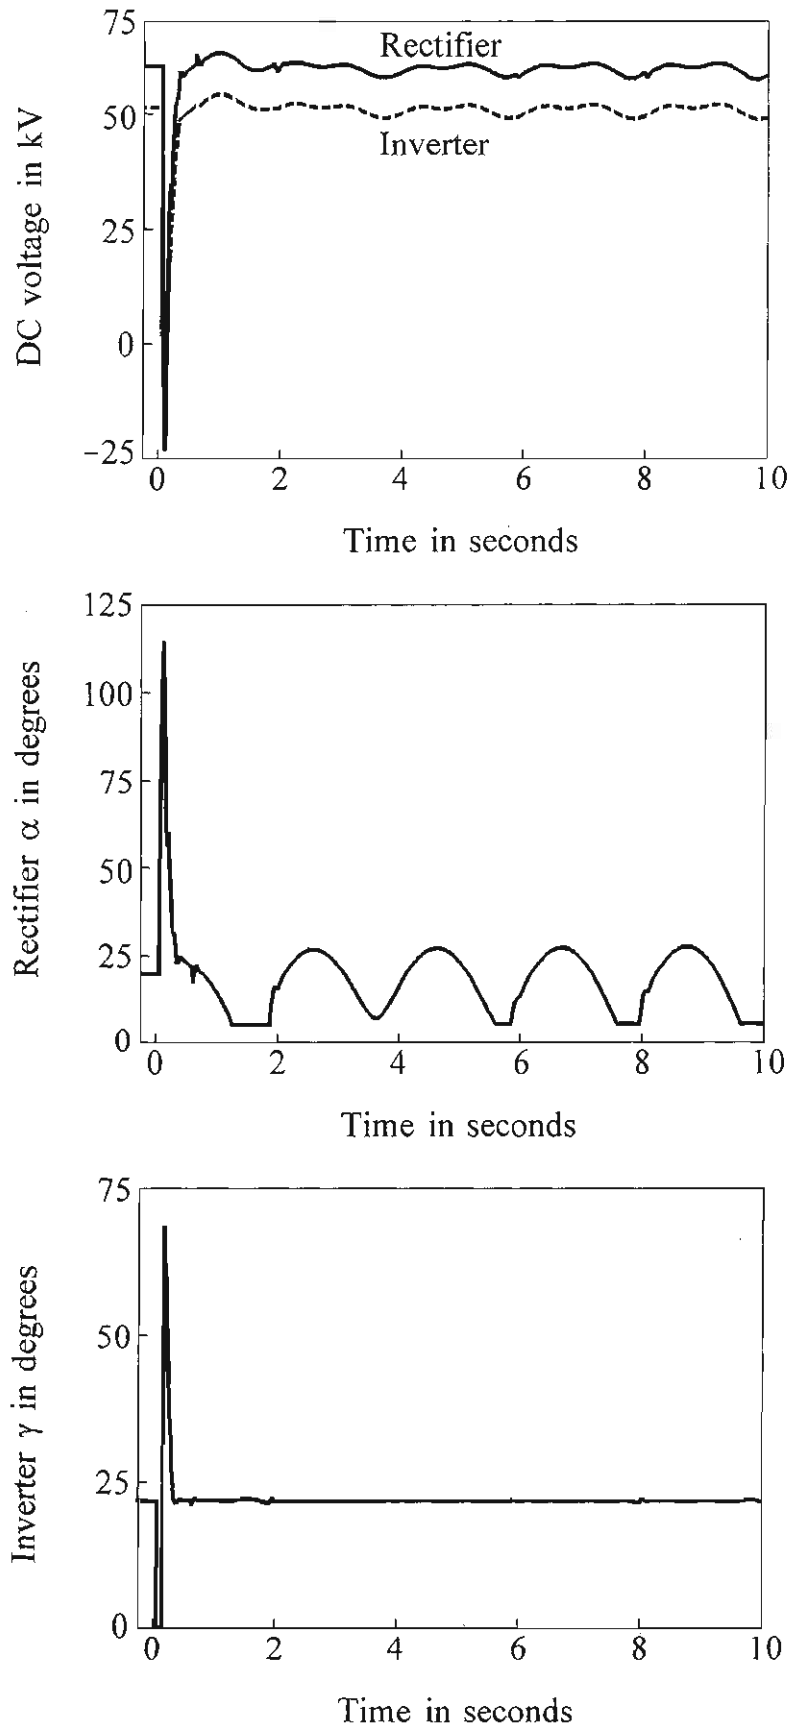 75
Rectifier
50
Inverter
25
0
−25
DC voltage in kV
0 2 4 6 8 10
Time in seconds
125
100
75
50
25
0
Rectifier α in degrees
0 2 4 6 8 10
Time in seconds
75
50
25
0
Inverter γ in degrees
0 2 4 6 8 10
Time in seconds